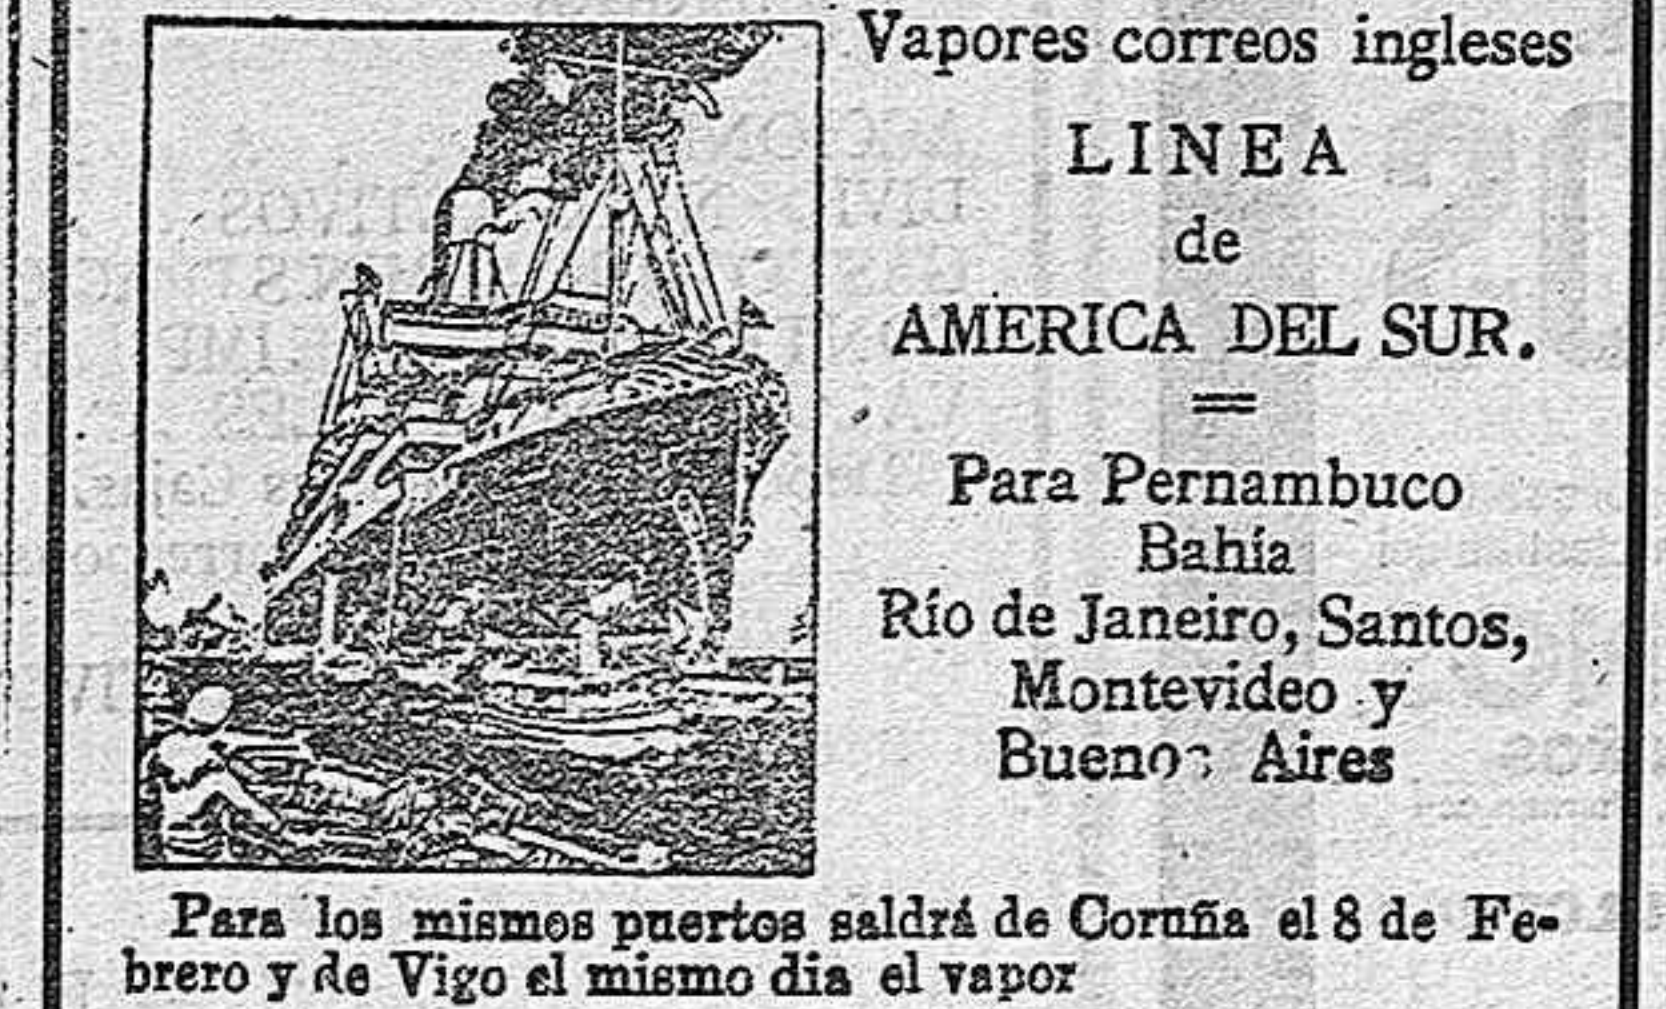 Vapores correos ingleses
LINEA
de
AMERICA DEL SUR.
Para Pernambuco
Bahía
Río de Janeiro, Santos,
Montevideo y
Buenos Aires
Para los mismos puertos saldrá de Coruña el 8 de Fe-
brero y de Vigo el mismo dia el vapor